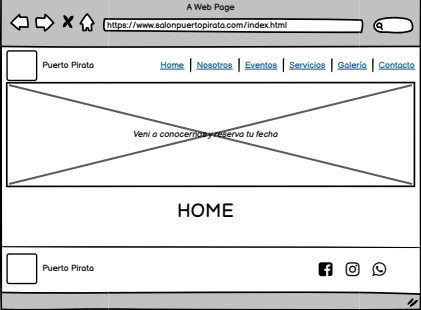 A Web Page
https://www.salonpuertopirata.com/index.html
Puerto Pirata
Home | Nosotros | Eventos | Servicios | Galería | Contacto
Veni a conocernos y reserva tu fecha
HOME
Puerto Pirata